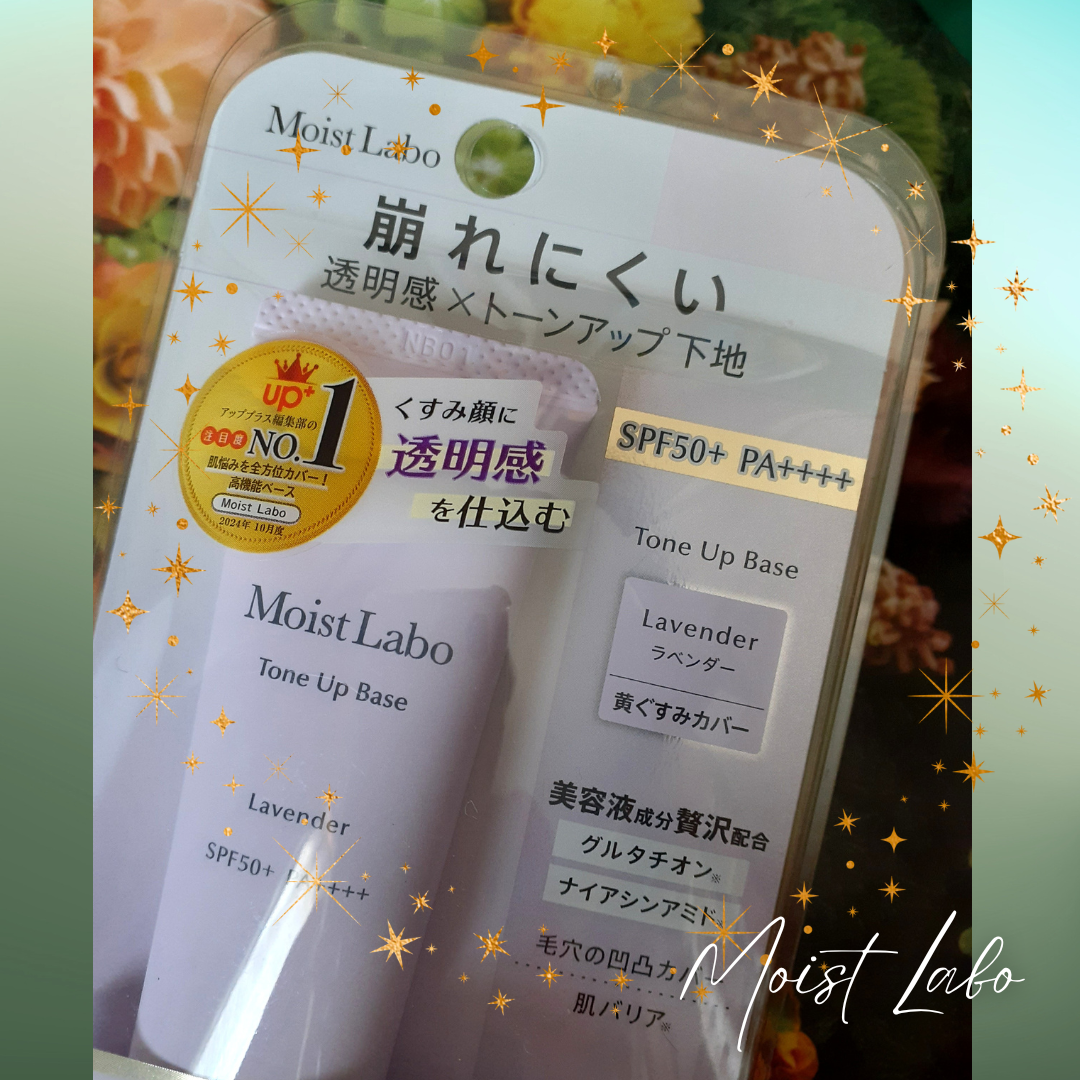 Moist Labo
崩れにくい
透明感×トーンアップ下地
NB01
up+
アッププラス編集部の
注目度 NO.1
肌悩みを全方位カバー!
高機能ベース
Moist Labo
2024年10月度
くすみ顔に
透明感
を仕込む
SPF50+ PA++++
Tone Up Base
Lavender
ラベンダー
黄ぐすみカバー
Moist Labo
Tone Up Base
Lavender
SPF50+ PA++++
美容液成分贅沢配合
グルタチオン※
ナイアシンアミド※
毛穴の凹凸カバー
肌バリア※
Moist Labo